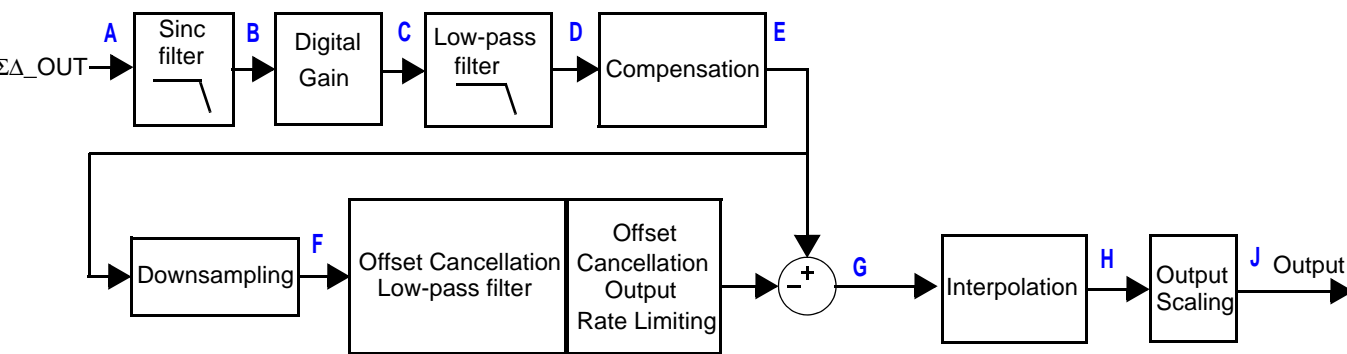 A
Sinc
filter
B
Digital
Gain
C
Low-pass
filter
D
Compensation
E
ΣΔ_OUT
Downsampling
F
Offset Cancellation
Low-pass filter
Offset
Cancellation
Output
Rate Limiting
+
−
G
Interpolation
H
Output
Scaling
J
Output